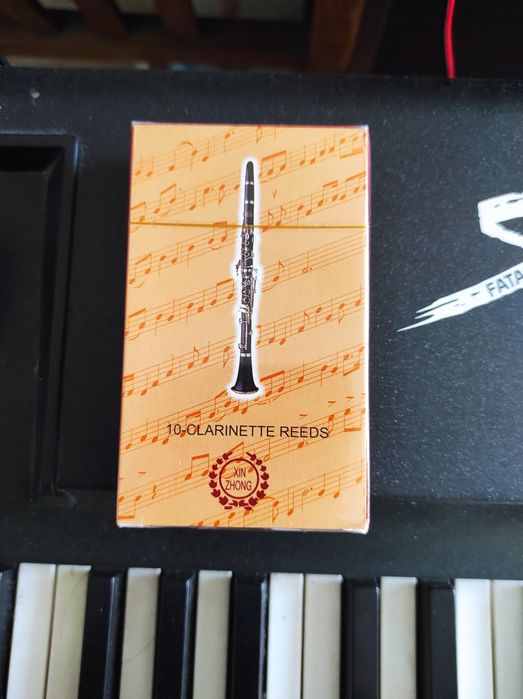 10-CLARINETTE REEDS
XIN
ZHONG
FATA